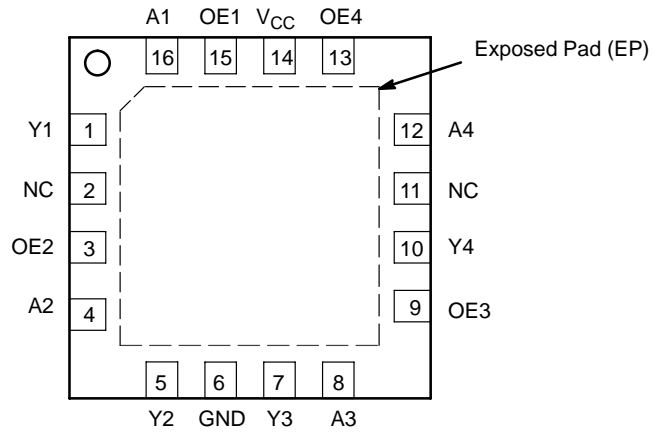 A1 OE1 VCC OE4
16 15 14 13
Exposed Pad (EP)
Y1 1 12 A4
NC 2 11 NC
OE2 3 10 Y4
A2 4 9 OE3
5 6 7 8
Y2 GND Y3 A3